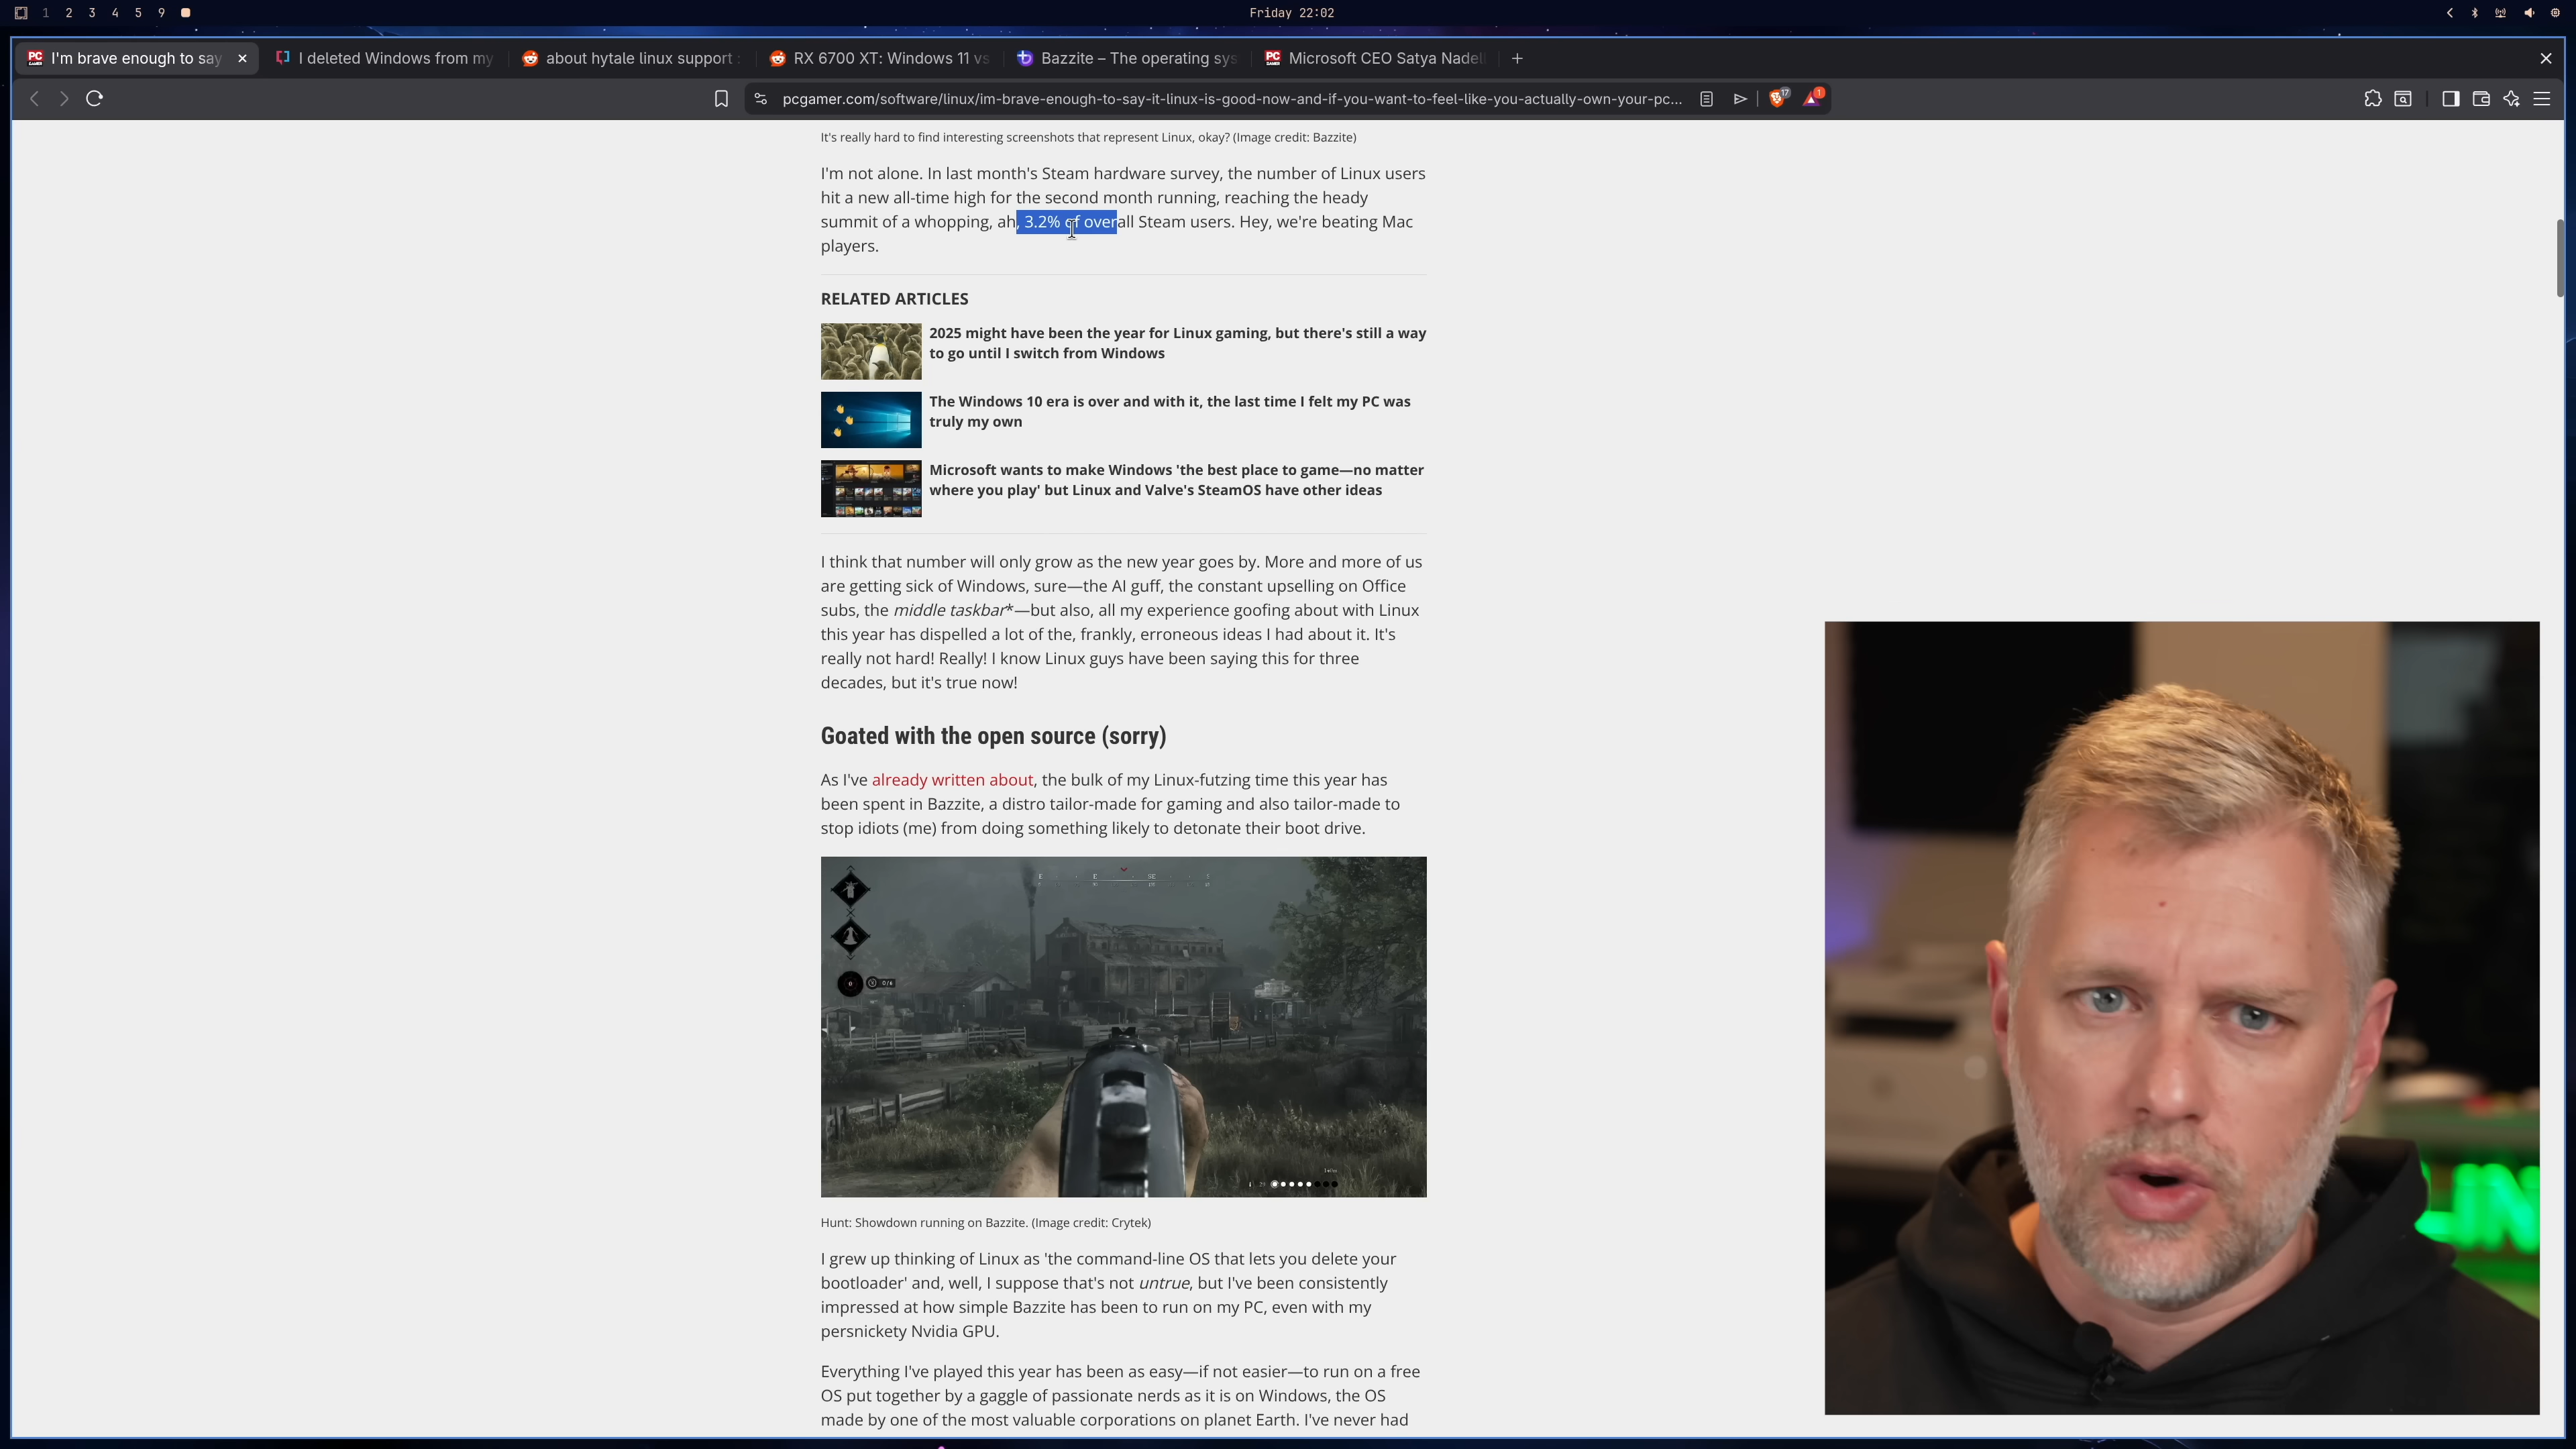 1 2 3 4 5 9
Friday 22:02
I'm brave enough to say
I deleted Windows from my
about hytale linux support :
RX 6700 XT: Windows 11 vs
Bazzite – The operating sys
Microsoft CEO Satya Nadel
pcgamer.com/software/linux/im-brave-enough-to-say-it-linux-is-good-now-and-if-you-want-to-feel-like-you-actually-own-your-pc...
17
1
It's really hard to find interesting screenshots that represent Linux, okay? (Image credit: Bazzite)
I'm not alone. In last month's Steam hardware survey, the number of Linux users
hit a new all-time high for the second month running, reaching the heady
summit of a whopping, ah, 3.2% of overall Steam users. Hey, we're beating Mac
players.
RELATED ARTICLES
2025 might have been the year for Linux gaming, but there's still a way
to go until I switch from Windows
The Windows 10 era is over and with it, the last time I felt my PC was
truly my own
Microsoft wants to make Windows 'the best place to game—no matter
where you play' but Linux and Valve's SteamOS have other ideas
I think that number will only grow as the new year goes by. More and more of us
are getting sick of Windows, sure—the AI guff, the constant upselling on Office
subs, the middle taskbar*—but also, all my experience goofing about with Linux
this year has dispelled a lot of the, frankly, erroneous ideas I had about it. It's
really not hard! Really! I know Linux guys have been saying this for three
decades, but it's true now!
Goated with the open source (sorry)
As I've already written about, the bulk of my Linux-futzing time this year has
been spent in Bazzite, a distro tailor-made for gaming and also tailor-made to
stop idiots (me) from doing something likely to detonate their boot drive.
E E SE S
0/6
Hunt: Showdown running on Bazzite. (Image credit: Crytek)
I grew up thinking of Linux as 'the command-line OS that lets you delete your
bootloader' and, well, I suppose that's not untrue, but I've been consistently
impressed at how simple Bazzite has been to run on my PC, even with my
persnickety Nvidia GPU.
Everything I've played this year has been as easy—if not easier—to run on a free
OS put together by a gaggle of passionate nerds as it is on Windows, the OS
made by one of the most valuable corporations on planet Earth. I've never had